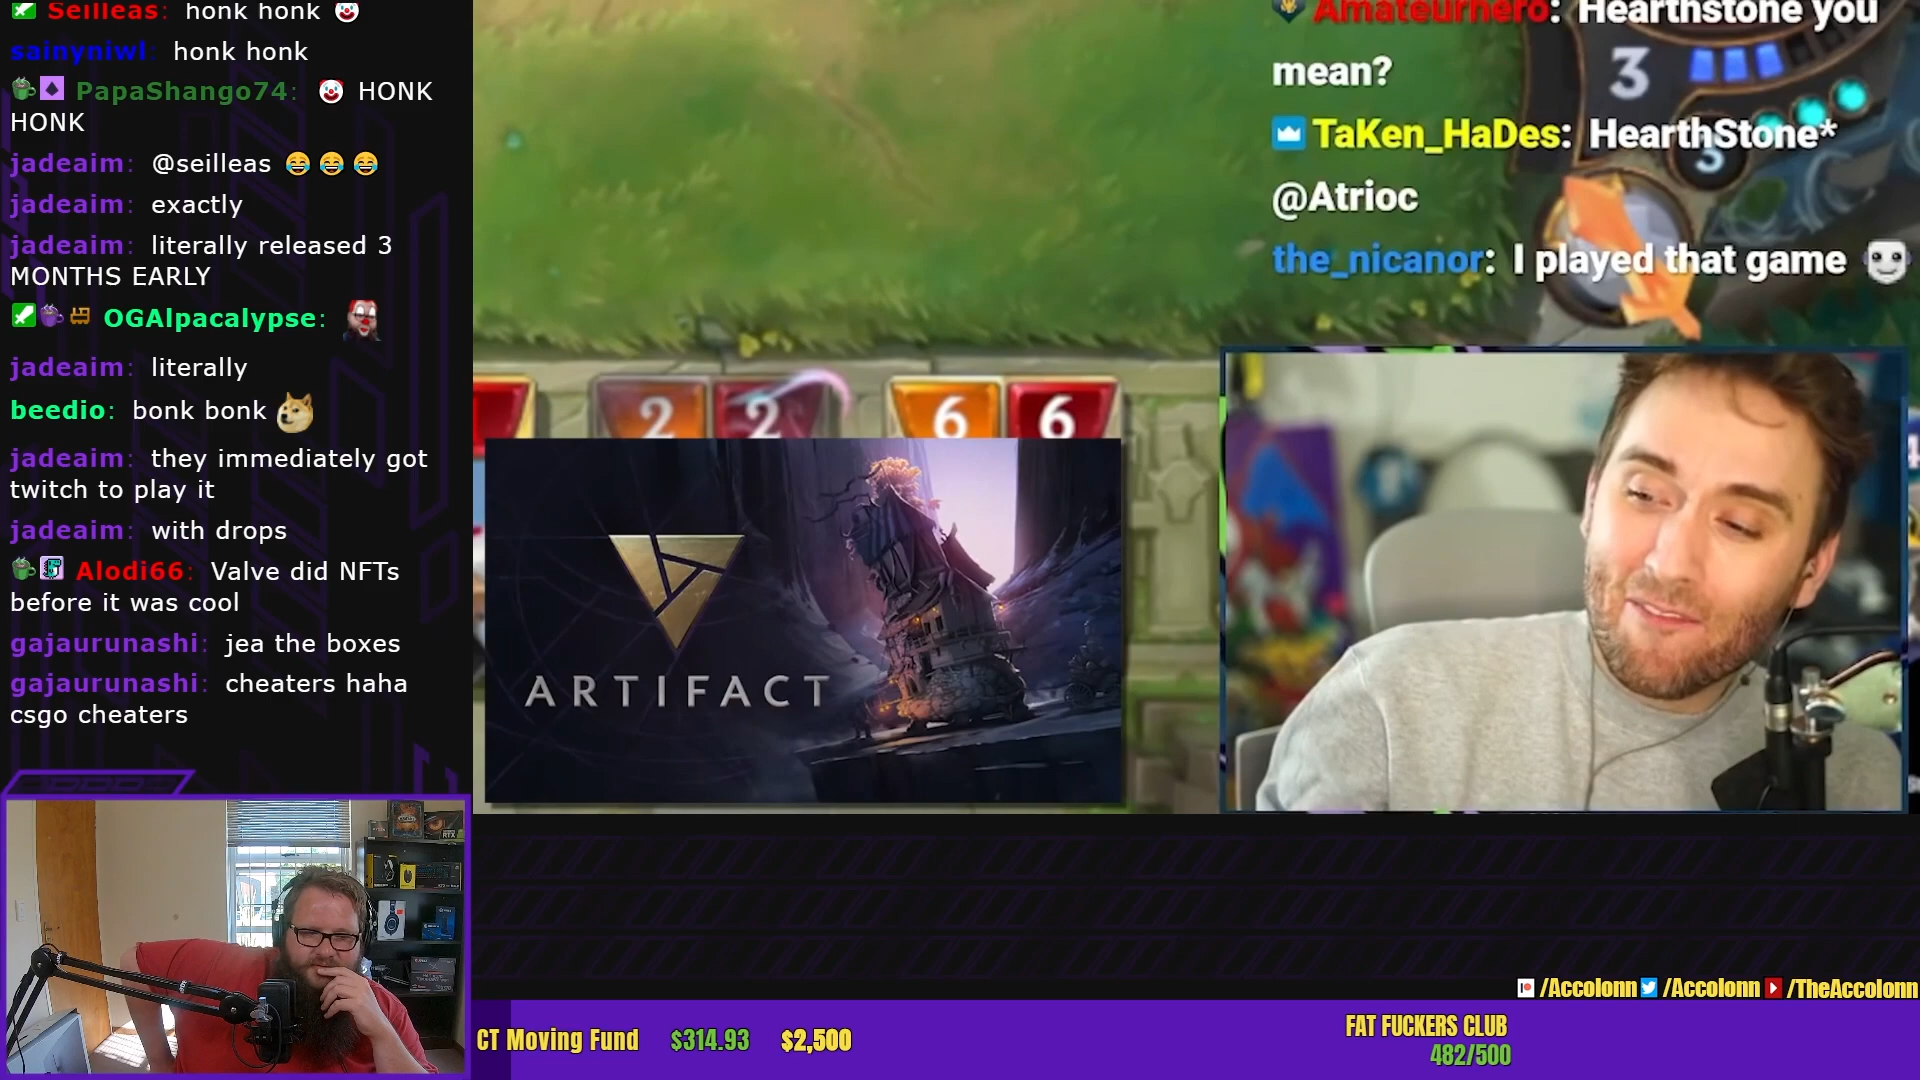 Seilleas: honk honk
sainyniwl: honk honk
PapaShango74: HONK
HONK
jadeaim: @seilleas
jadeaim: exactly
jadeaim: literally released 3
MONTHS EARLY
OGAlpacalypse:
jadeaim: literally
beedio: bonk bonk
jadeaim: they immediately got
twitch to play it
jadeaim: with drops
Alodi66: Valve did NFTs
before it was cool
gajaurunashi: jea the boxes
gajaurunashi: cheaters haha
csgo cheaters
Amateurhero: Hearthstone you
mean?
TaKen_HaDes: HearthStone*
@Atrioc
the_nicanor: I played that game
3
3
2
2
6
6
ARTIFACT
/Accolonn /Accolonn /TheAccolonn
CT Moving Fund $314.93 $2,500
FAT FUCKERS CLUB
482/500